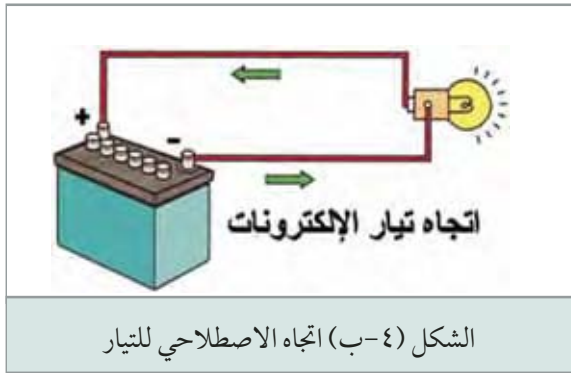 +
-
اتجاه تيار الإلكترونات
الشكل (٤-ب) اتجاه الاصطلاحي للتيار